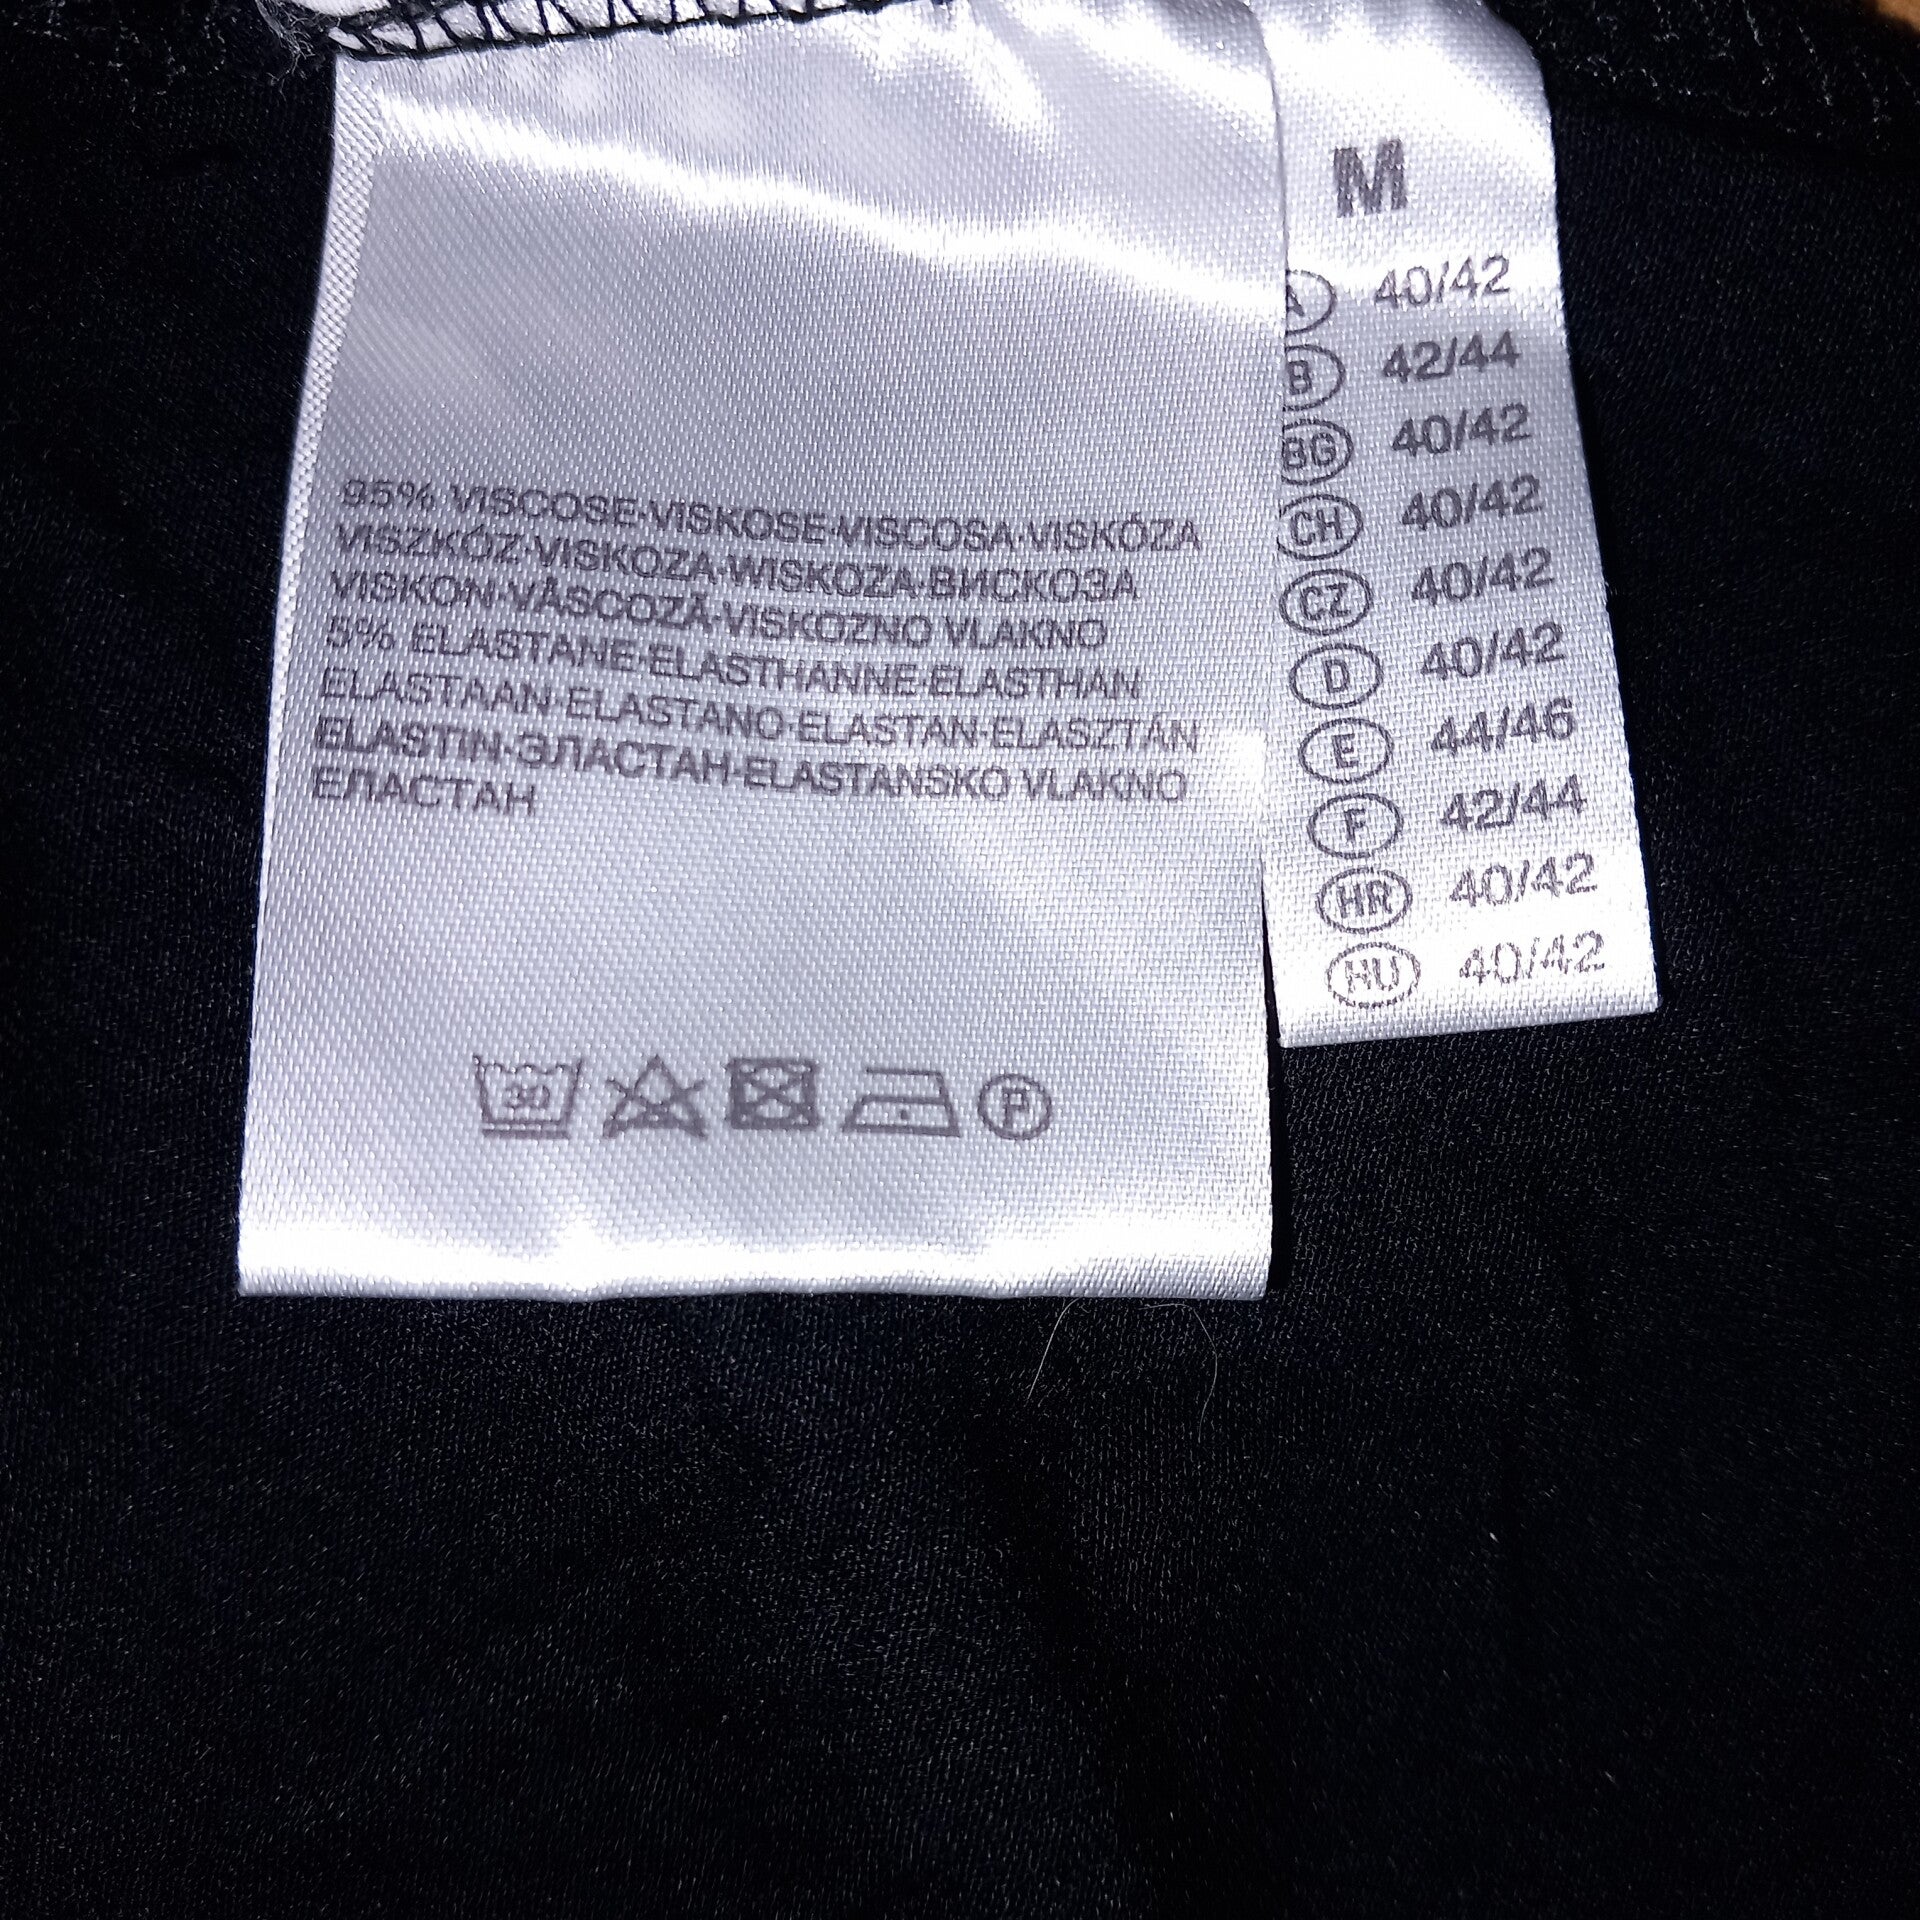 95% VISCOSE·VISKOSE·VISCOSA·VISKÓZA
VISZKÓZ·VISKOZA·WISKOZA·ВИСКОЗА
VISKON·VÂSCOZĂ·VISKOZNO VLAKNO
5% ELASTANE·ELASTHANNE·ELASTHAN
ELASTAAN·ELASTANO·ELASTAN·ELASZTÁN
ELASTIN·ЭЛАСТАН·ELASTANSKO VLAKNO
ЕЛАСТАН
30
P
M
A 40/42
B 42/44
BG 40/42
CH 40/42
CZ 40/42
D 40/42
E 44/46
F 42/44
HR 40/42
HU 40/42